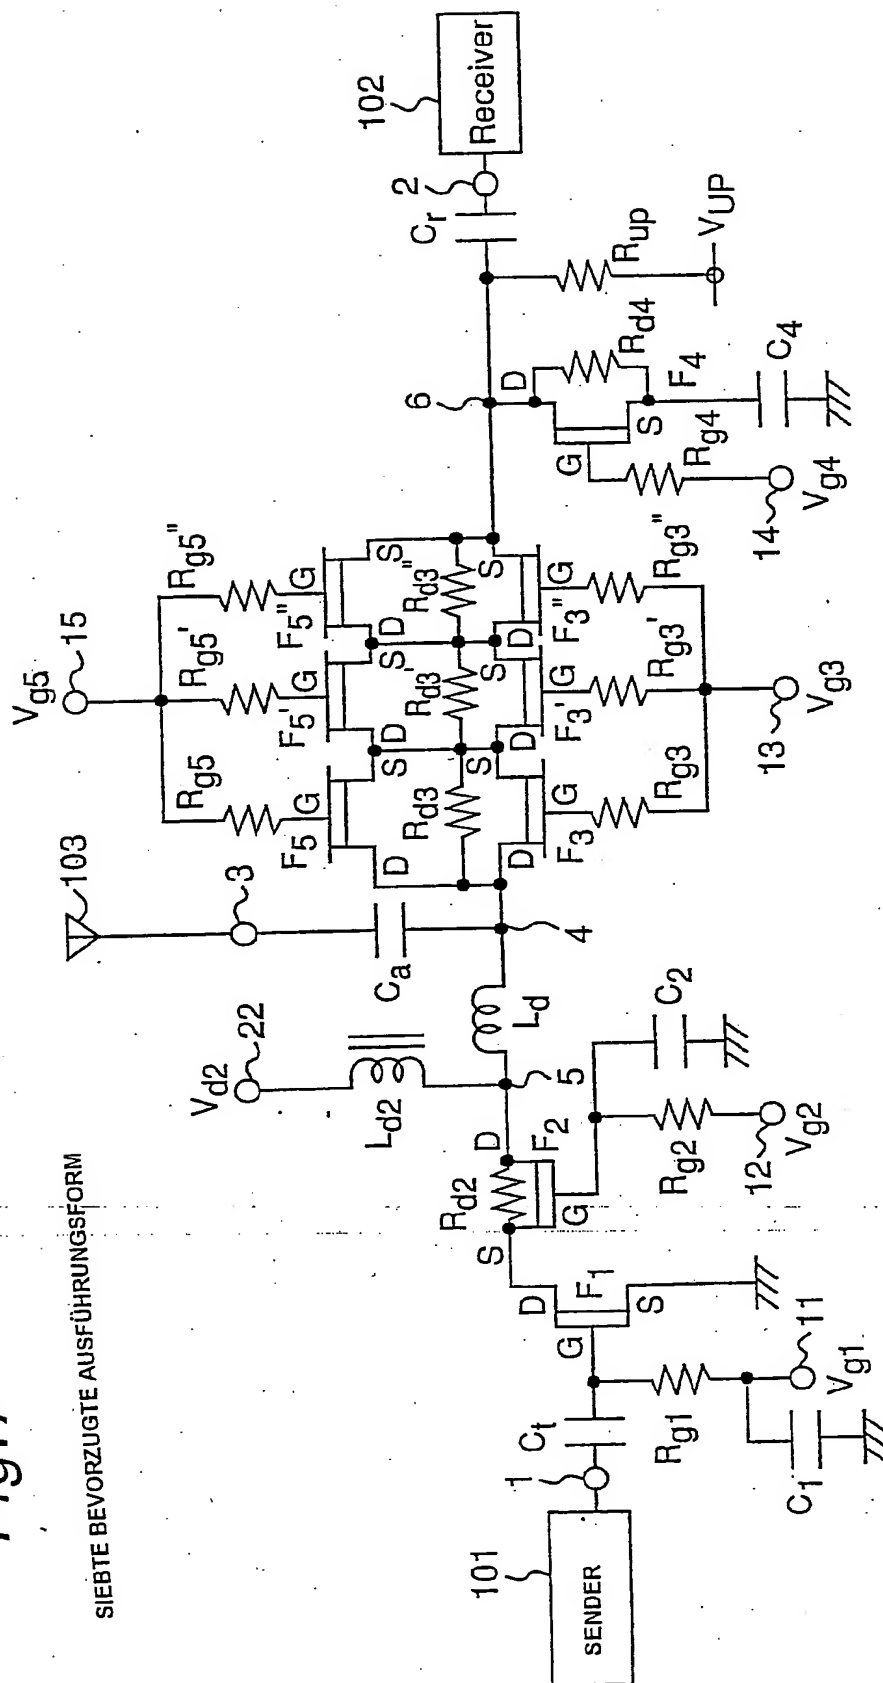 Fig.7
SIEBTE BEVORZUGTE AUSFÜHRUNGSFORM
101
SENDER
1
Ct
G
D
F1
S
Rg1
C1
11
Vg1
S
Rd2
D
F2
G
Rg2
12
Vg2
C2
5
Vd2
22
Ld2
Ld
4
Ca
3
103
Vg5
15
Rg5
Rg5'
Rg5''
F5
G
F5'
G
F5''
G
D
S
D
S
D
S
Rd3
Rd3'
Rd3''
D
S
D
S
D
S
F3
G
F3'
G
F3''
G
Rg3
Rg3'
Rg3''
13
Vg3
6
D
G
S
Rd4
F4
Rg4
14
Vg4
C4
Rup
VUP
Cr
2
102
Receiver